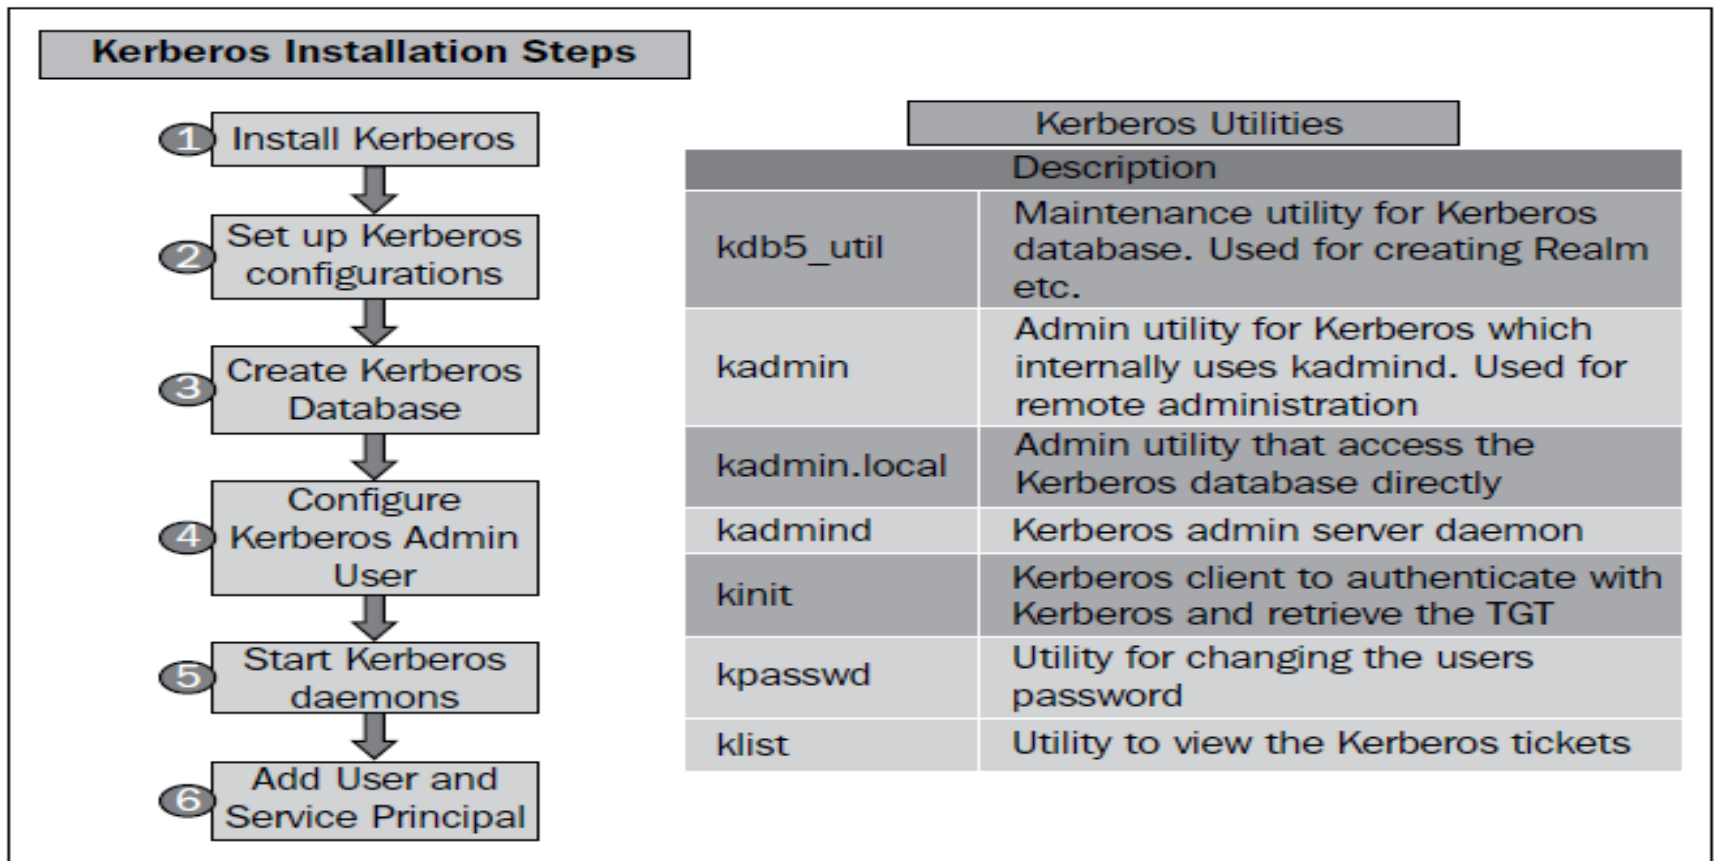 Kerberos Installation Steps
1 Install Kerberos
2 Set up Kerberos
configurations
3 Create Kerberos
Database
4 Configure
Kerberos Admin
User
5 Start Kerberos
daemons
6 Add User and
Service Principal
Kerberos Utilities
Description
kdb5_util
Maintenance utility for Kerberos
database. Used for creating Realm
etc.
kadmin
Admin utility for Kerberos which
internally uses kadmind. Used for
remote administration
kadmin.local
Admin utility that access the
Kerberos database directly
kadmind
Kerberos admin server daemon
kinit
Kerberos client to authenticate with
Kerberos and retrieve the TGT
kpasswd
Utility for changing the users
password
klist
Utility to view the Kerberos tickets